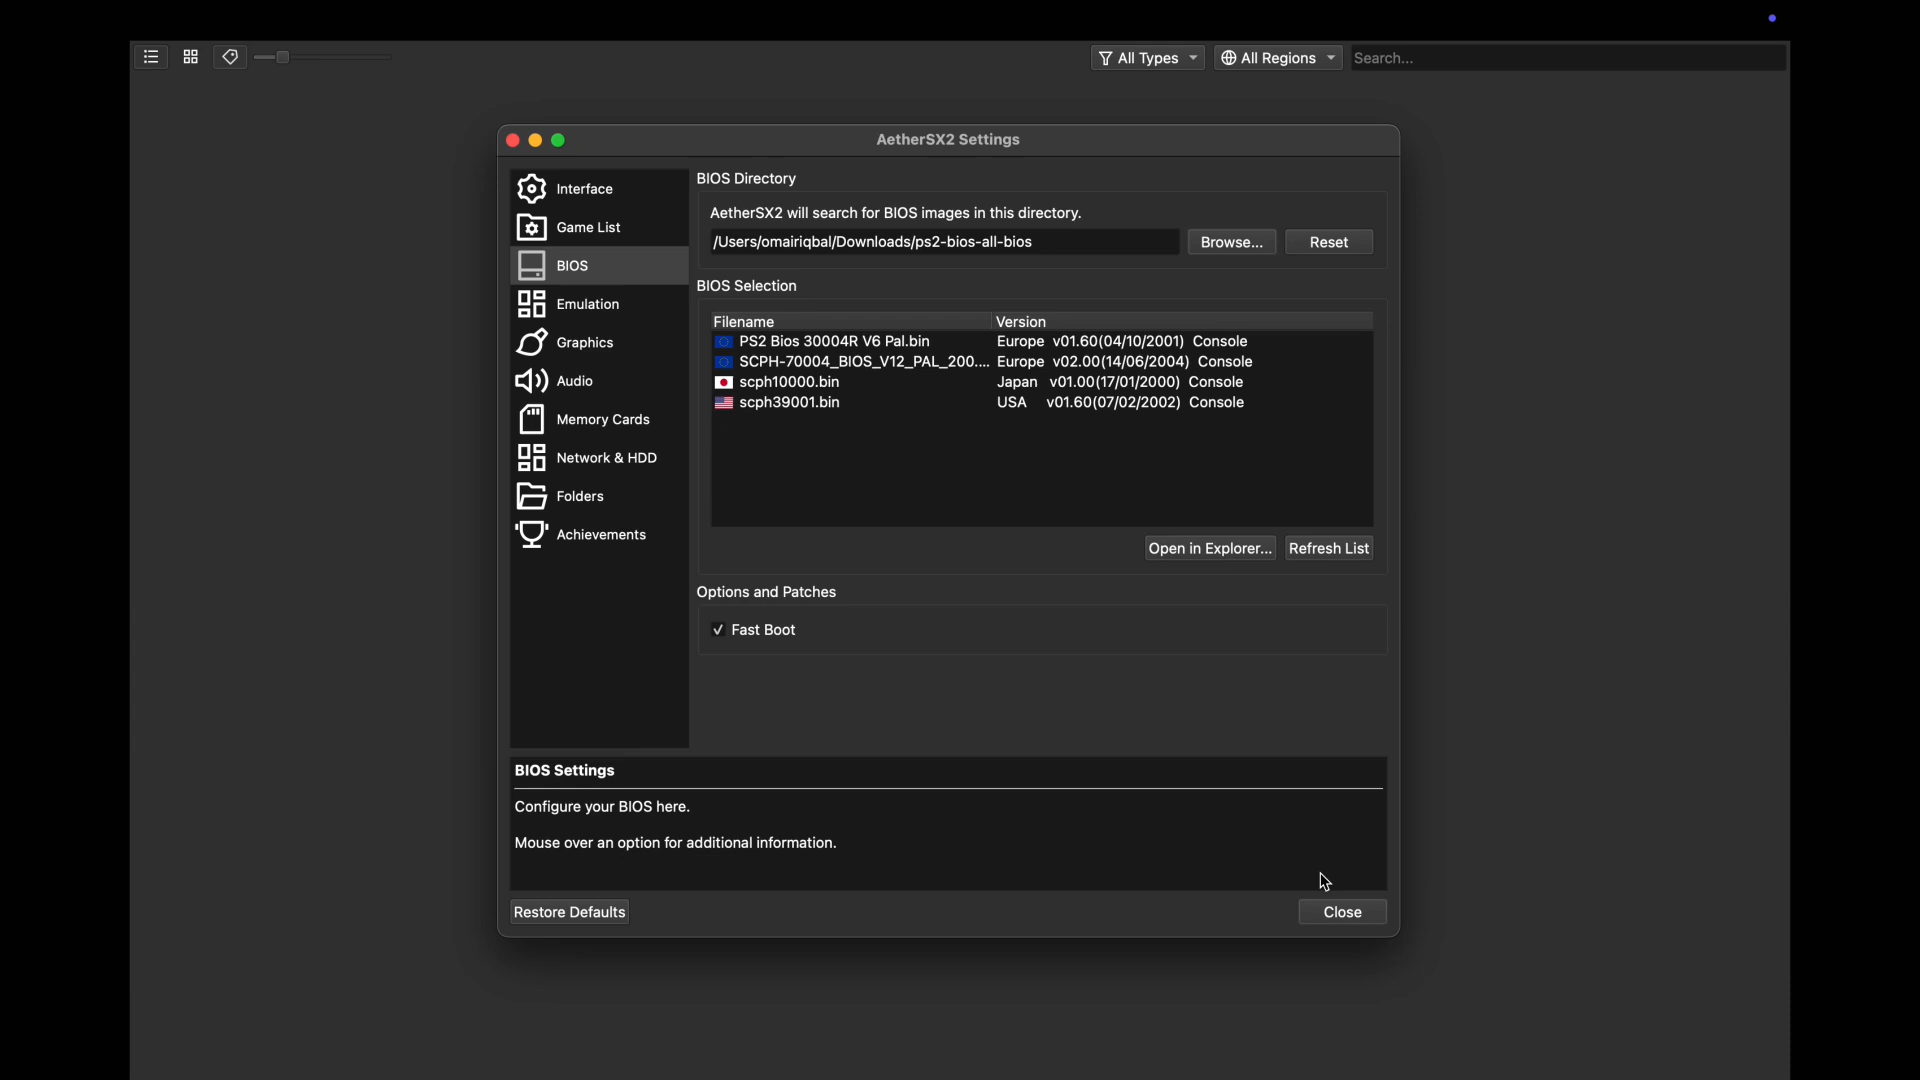 All Types
All Regions
Search...
AetherSX2 Settings
Interface
Game List
BIOS
Emulation
Graphics
Audio
Memory Cards
Network & HDD
Folders
Achievements
BIOS Directory
AetherSX2 will search for BIOS images in this directory.
/Users/omairiqbal/Downloads/ps2-bios-all-bios
Browse...
Reset
BIOS Selection
Filename Version
PS2 Bios 30004R V6 Pal.bin Europe v01.60(04/10/2001) Console
SCPH-70004_BIOS_V12_PAL_200.... Europe v02.00(14/06/2004) Console
scph10000.bin Japan v01.00(17/01/2000) Console
scph39001.bin USA v01.60(07/02/2002) Console
Open in Explorer...
Refresh List
Options and Patches
Fast Boot
BIOS Settings
Configure your BIOS here.
Mouse over an option for additional information.
Restore Defaults
Close